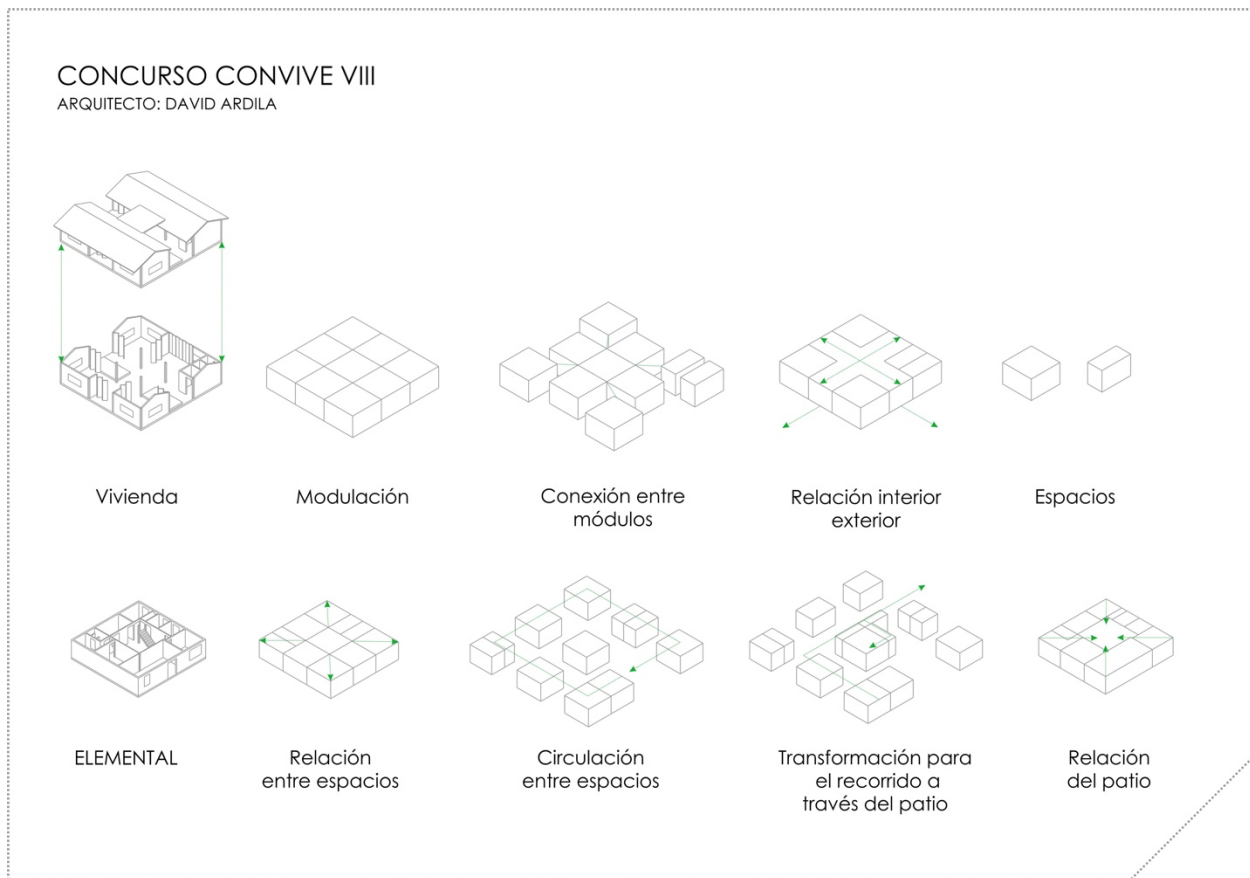 CONCURSO CONVIVE VIII
ARQUITECTO: DAVID ARDILA
Vivienda
Modulación
Conexión entre
módulos
Relación interior
exterior
Espacios
ELEMENTAL
Relación
entre espacios
Circulación
entre espacios
Transformación para
el recorrido a
través del patio
Relación
del patio